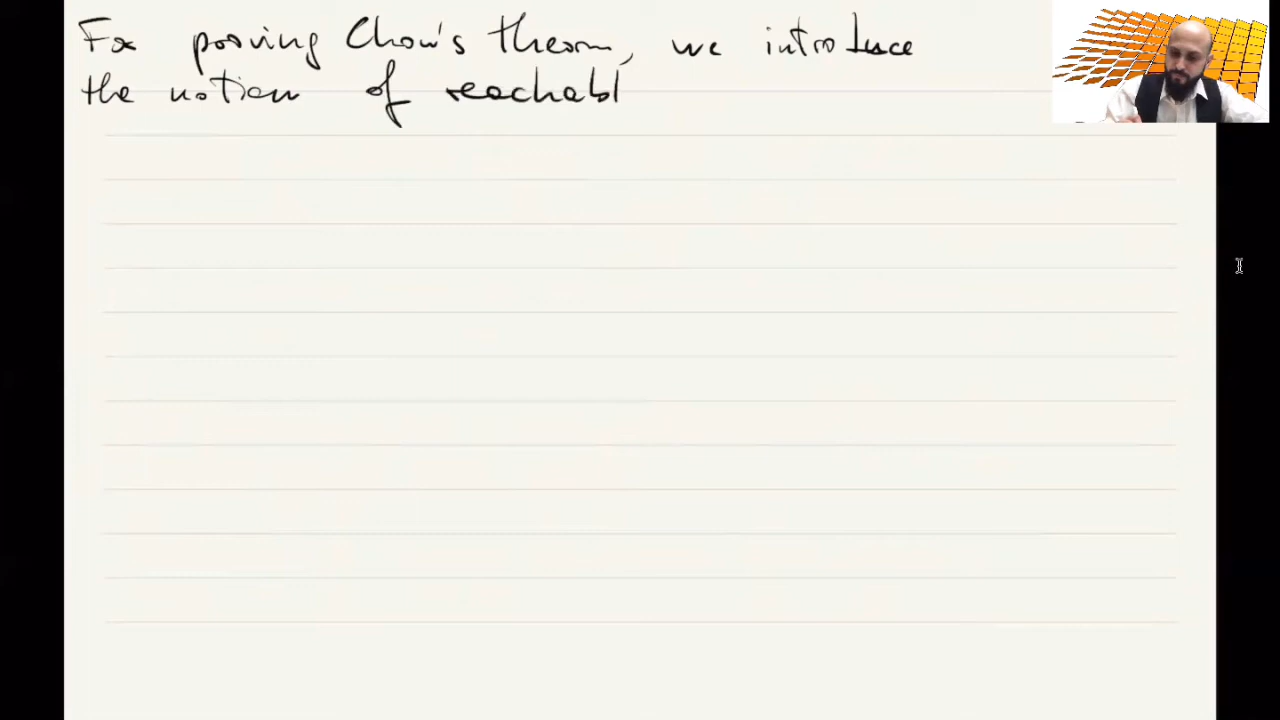 For proving Chow's theorem, we introduce
the notion of reachabl